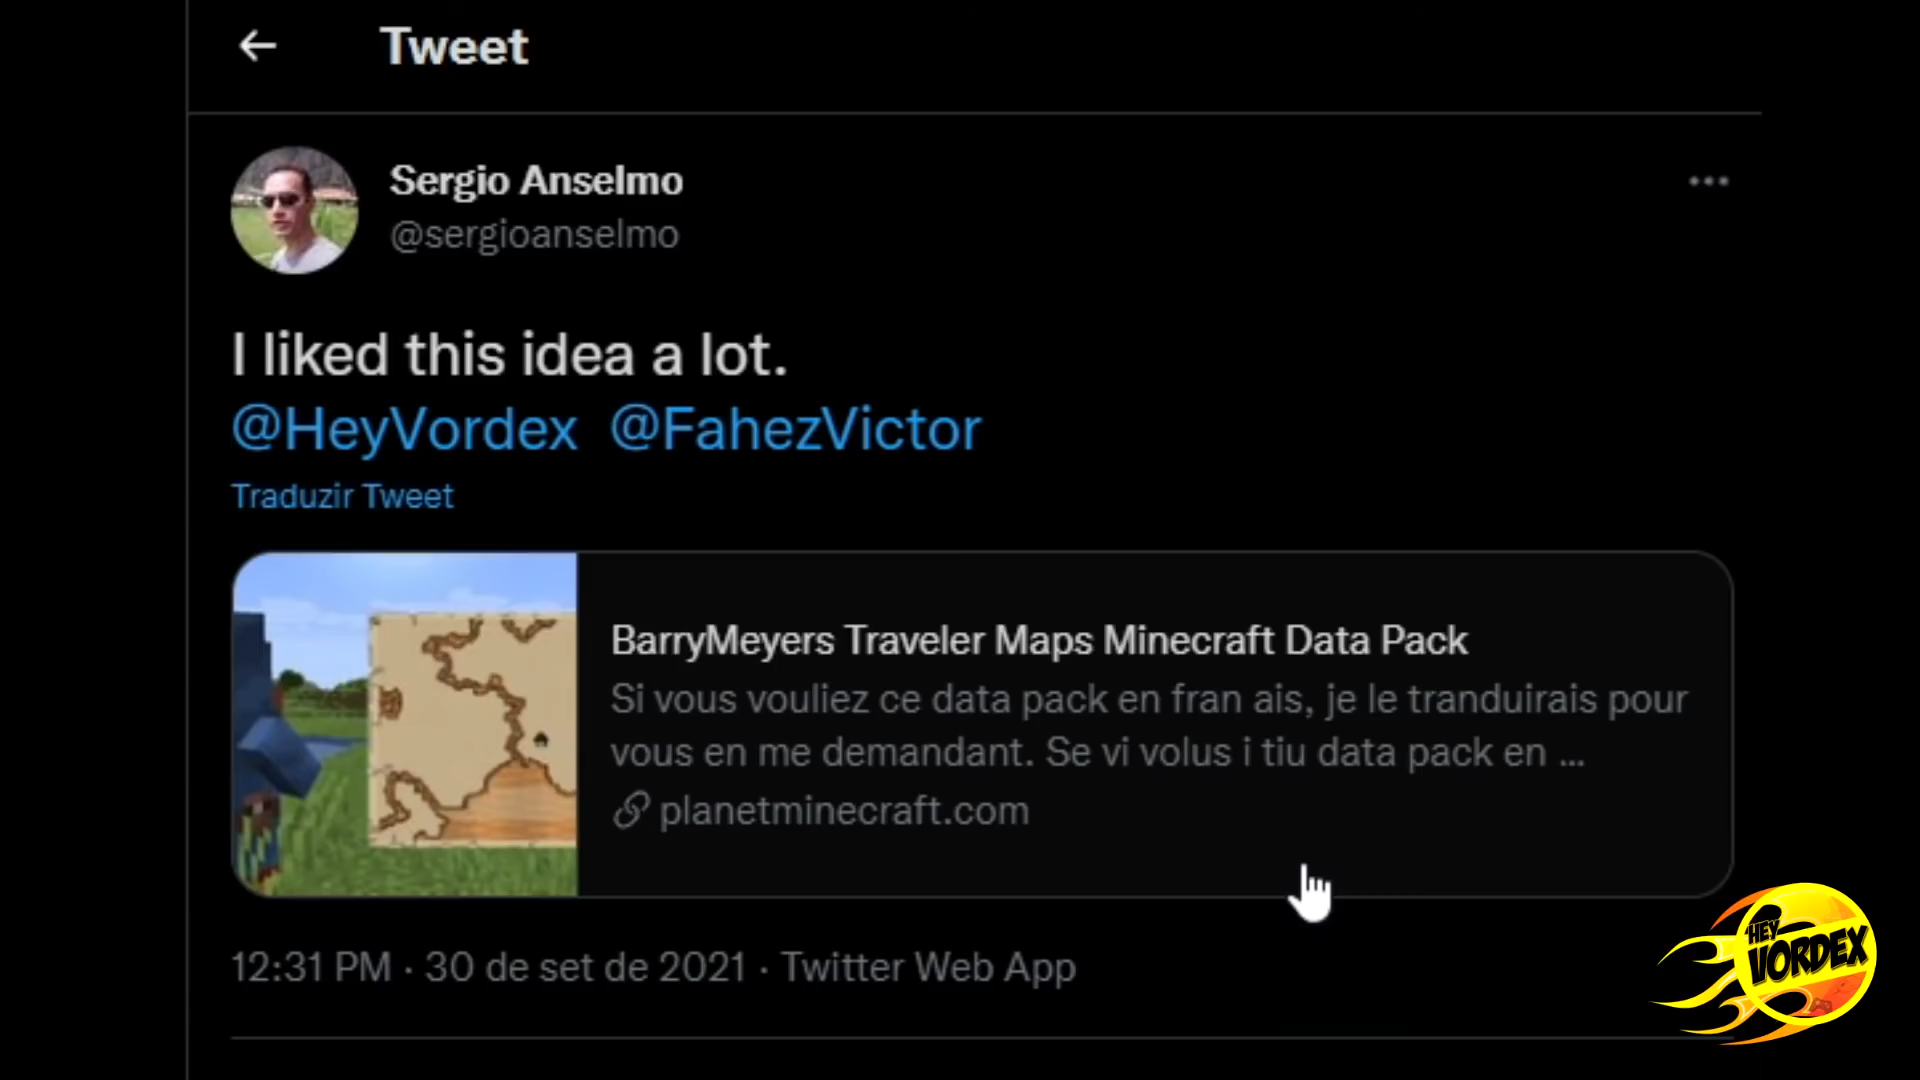 Tweet
Sergio Anselmo
@sergioanselmo
I liked this idea a lot.
@HeyVordex @FahezVictor
Traduzir Tweet
BarryMeyers Traveler Maps Minecraft Data Pack
Si vous vouliez ce data pack en fran ais, je le tranduirais pour
vous en me demandant. Se vi volus i tiu data pack en ...
planetminecraft.com
12:31 PM · 30 de set de 2021 · Twitter Web App
HEY
VORDEX